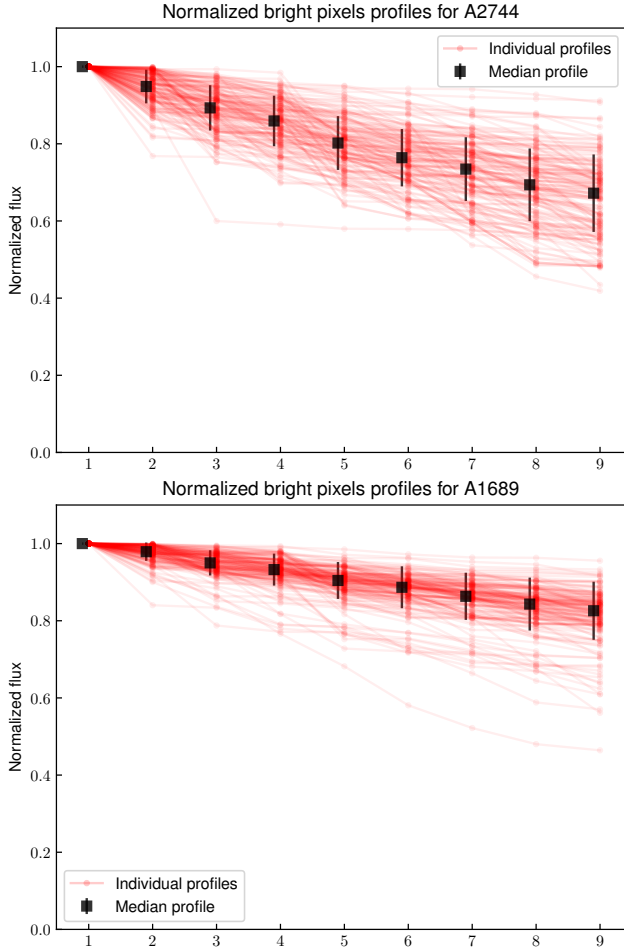 Normalized bright pixels profiles for A2744
Individual profiles
Median profile
1.0
0.8
0.6
0.4
0.2
0.0
Normalized flux
1 2 3 4 5 6 7 8 9
Normalized bright pixels profiles for A1689
1.0
0.8
0.6
0.4
0.2
0.0
Normalized flux
Individual profiles
Median profile
1 2 3 4 5 6 7 8 9